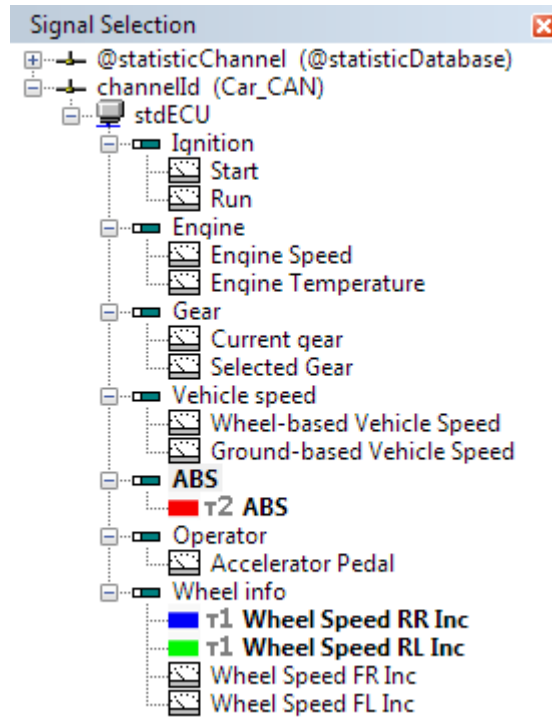 Signal Selection
@statisticChannel (@statisticDatabase)
channelId (Car_CAN)
stdECU
Ignition
Start
Run
Engine
Engine Speed
Engine Temperature
Gear
Current gear
Selected Gear
Vehicle speed
Wheel-based Vehicle Speed
Ground-based Vehicle Speed
ABS
T2 ABS
Operator
Accelerator Pedal
Wheel info
T1 Wheel Speed RR Inc
T1 Wheel Speed RL Inc
Wheel Speed FR Inc
Wheel Speed FL Inc